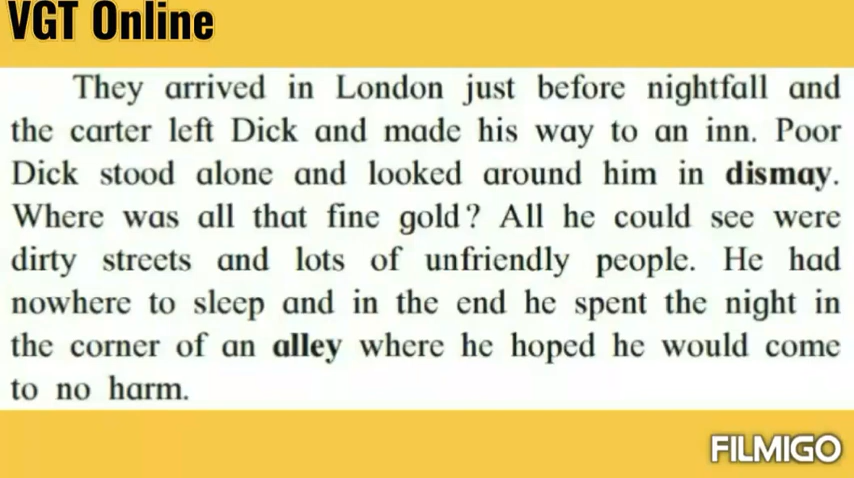 VGT Online
They arrived in London just before nightfall and
the carter left Dick and made his way to an inn. Poor
Dick stood alone and looked around him in dismay.
Where was all that fine gold? All he could see were
dirty streets and lots of unfriendly people. He had
nowhere to sleep and in the end he spent the night in
the corner of an alley where he hoped he would come
to no harm.
FILMIGO